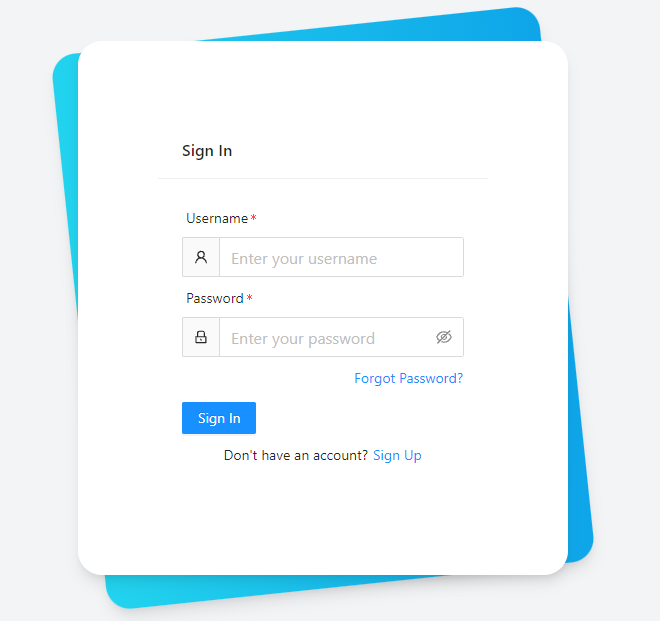 Sign In
Username*
Enter your username
Password*
Enter your password
Forgot Password?
Sign In
Don't have an account? Sign Up